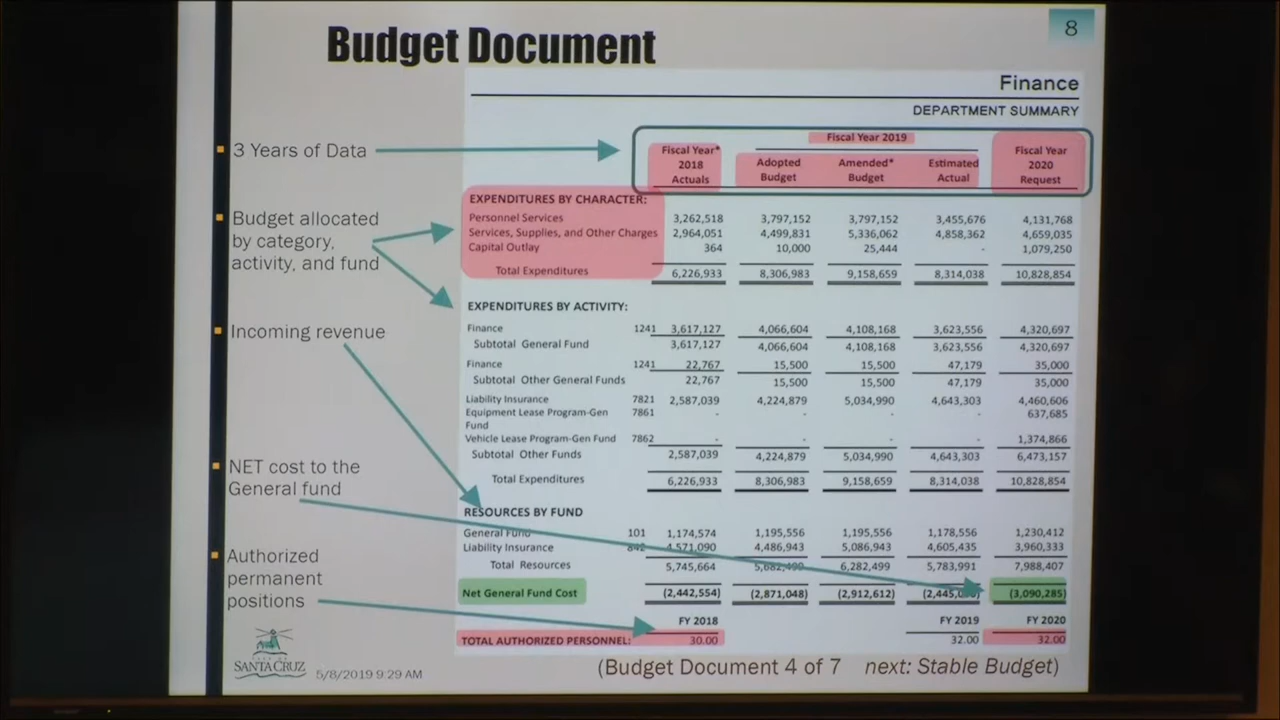 8
Budget Document
Finance
DEPARTMENT SUMMARY
3 Years of Data
Budget allocated
by category,
activity, and fund
Incoming revenue
NET cost to the
General fund
Authorized
permanent
positions
Fiscal Year 2019
Fiscal Year* 2018 Actuals
Adopted Budget
Amended* Budget
Estimated Actual
Fiscal Year 2020 Request
EXPENDITURES BY CHARACTER:
Personnel Services 3,262,518 3,797,152 3,797,152 3,455,676 4,131,768
Services, Supplies, and Other Charges 2,964,051 4,499,831 5,336,062 4,858,362 4,659,035
Capital Outlay 364 10,000 25,444 - 1,079,250
Total Expenditures 6,226,933 8,306,983 9,158,659 8,314,038 10,828,854
EXPENDITURES BY ACTIVITY:
Finance 1241 3,617,127 4,066,604 4,108,168 3,623,556 4,320,697
Subtotal General Fund 3,617,127 4,066,604 4,108,168 3,623,556 4,320,697
Finance 1241 22,767 15,500 15,500 47,179 35,000
Subtotal Other General Funds 22,767 15,500 15,500 47,179 35,000
Liability Insurance 7821 2,587,039 4,224,879 5,034,990 4,643,303 4,460,606
Equipment Lease Program-Gen 7861 - - - - 637,685
Fund
Vehicle Lease Program-Gen Fund 7862 - - - - 1,374,866
Subtotal Other Funds 2,587,039 4,224,879 5,034,990 4,643,303 6,473,157
Total Expenditures 6,226,933 8,306,983 9,158,659 8,314,038 10,828,854
RESOURCES BY FUND
General Fund 101 1,174,574 1,195,556 1,195,556 1,178,556 1,230,412
Liability Insurance 842 4,571,090 4,486,943 5,086,943 4,605,435 3,960,333
Total Resources 5,745,664 5,682,499 6,282,499 5,783,991 7,988,407
Net General Fund Cost (2,442,554) (2,871,048) (2,912,612) (3,090,285)
FY 2018 FY 2019 FY 2020
TOTAL AUTHORIZED PERSONNEL: 30.00 32.00 32.00
CITY OF
SANTA CRUZ
5/8/2019 9:29 AM
(Budget Document 4 of 7 next: Stable Budget)